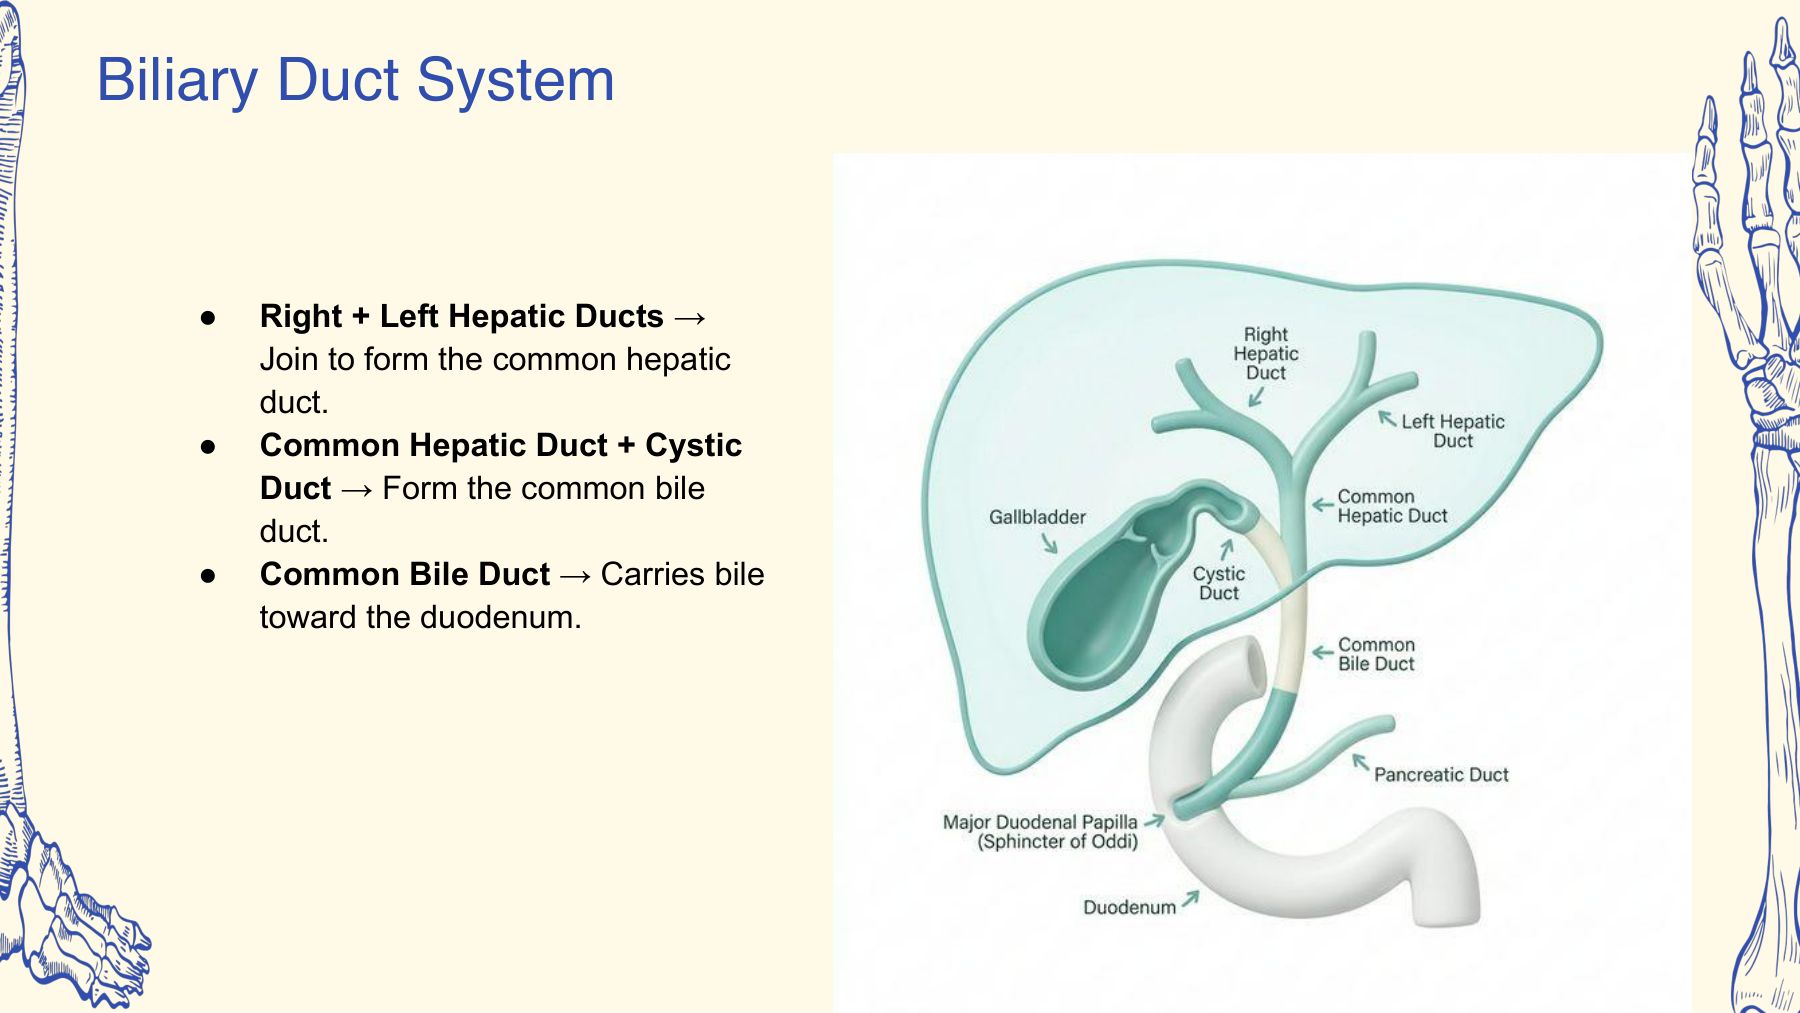 Biliary Duct System
● Right + Left Hepatic Ducts →
Join to form the common hepatic
duct.
● Common Hepatic Duct + Cystic
Duct → Form the common bile
duct.
● Common Bile Duct → Carries bile
toward the duodenum.
Right
Hepatic
Duct
Left Hepatic
Duct
Common
Hepatic Duct
Gallbladder
Cystic
Duct
Common
Bile Duct
Pancreatic Duct
Major Duodenal Papilla
(Sphincter of Oddi)
Duodenum